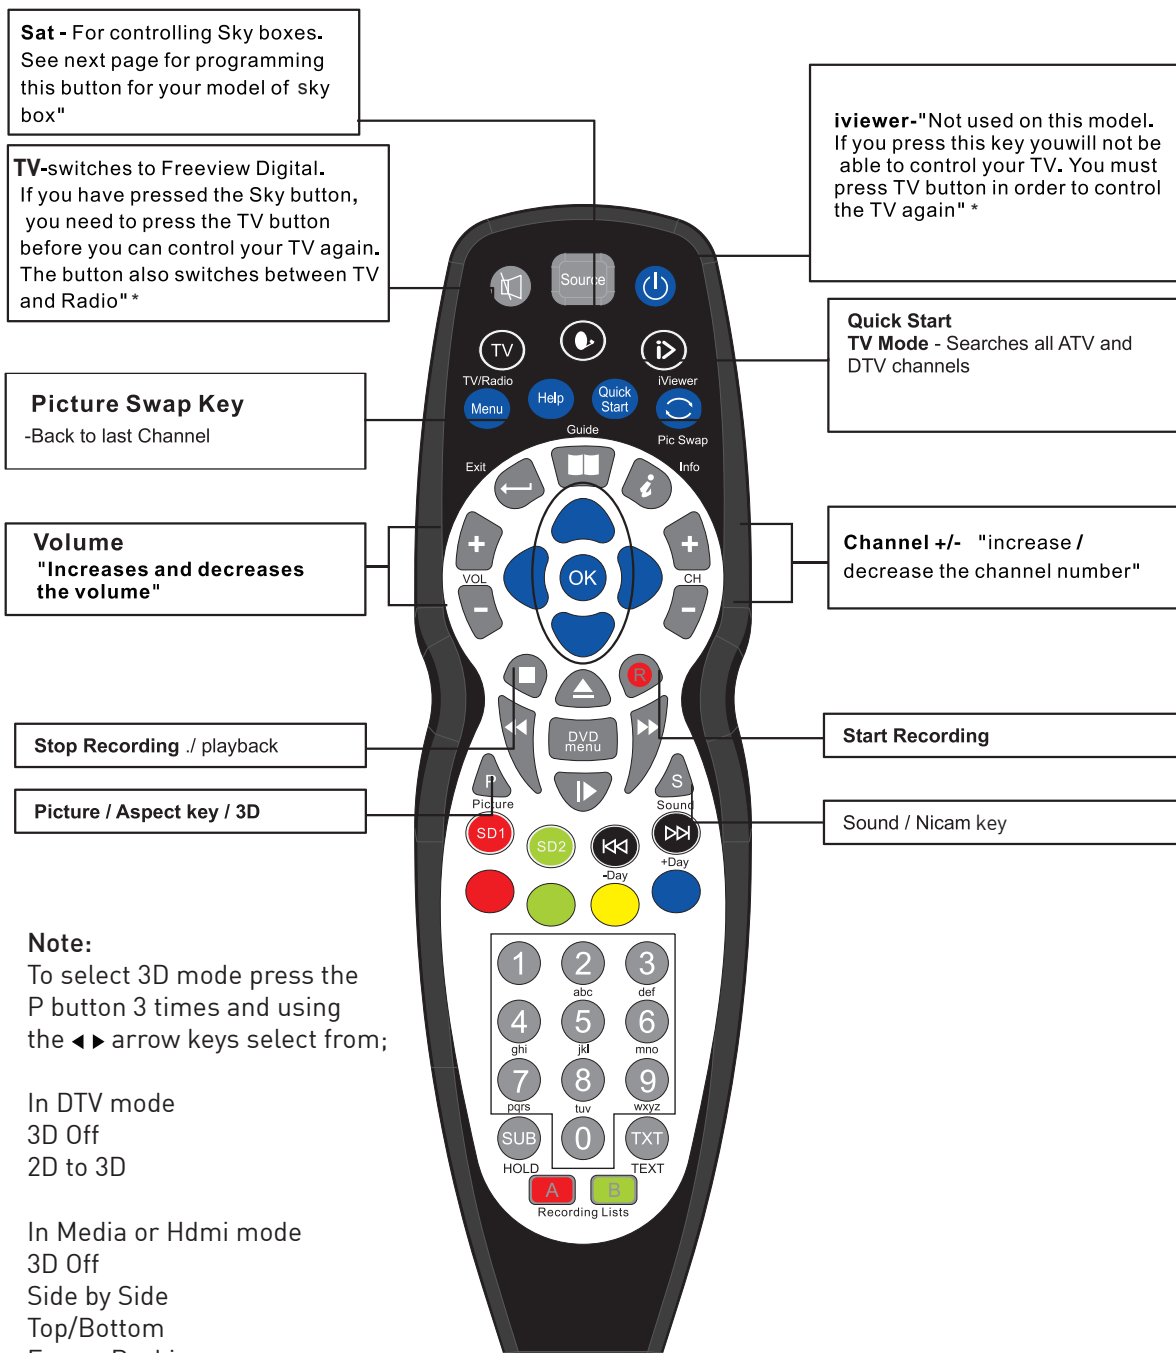 Sat - For controlling Sky boxes.
See next page for programming
this button for your model of sky
box"
TV-switches to Freeview Digital.
If you have pressed the Sky button,
you need to press the TV button
before you can control your TV again.
The button also switches between TV
and Radio" *
Picture Swap Key
-Back to last Channel
Volume
"Increases and decreases
the volume"
Stop Recording ./ playback
Picture / Aspect key / 3D
iviewer-"Not used on this model.
If you press this key youwill not be
able to control your TV. You must
press TV button in order to control
the TV again" *
Quick Start
TV Mode - Searches all ATV and
DTV channels
Channel +/- "increase /
decrease the channel number"
Start Recording
Sound / Nicam key
Source
TV
i
TV/Radio
iViewer
Menu
Help
Quick
Start
Pic Swap
Guide
Exit
Info
i
+
+
VOL
OK
CH
-
-
R
DVD
menu
P
S
Picture
Sound
SD1
SD2
-Day
+Day
1 2 3
abc def
4 5 6
ghi jkl mno
7 8 9
pqrs tuv wxyz
SUB 0 TXT
HOLD TEXT
A B
Recording Lists
Note:
To select 3D mode press the
P button 3 times and using
the ◄ ► arrow keys select from;
In DTV mode
3D Off
2D to 3D
In Media or Hdmi mode
3D Off
Side by Side
Top/Bottom